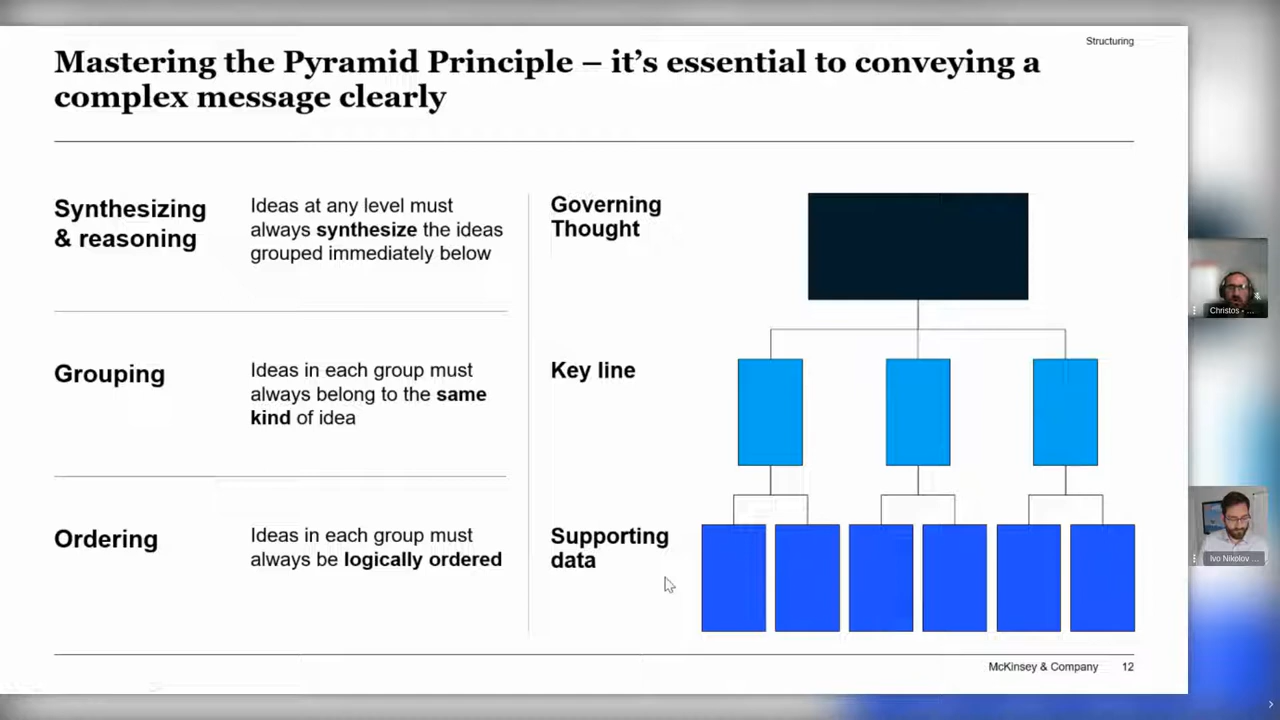 Structuring
Mastering the Pyramid Principle – it’s essential to conveying a
complex message clearly
Synthesizing
& reasoning
Ideas at any level must
always synthesize the ideas
grouped immediately below
Grouping
Ideas in each group must
always belong to the same
kind of idea
Ordering
Ideas in each group must
always be logically ordered
Governing
Thought
Key line
Supporting
data
McKinsey & Company 12
Christos - ...
Ivo Nikolov ...